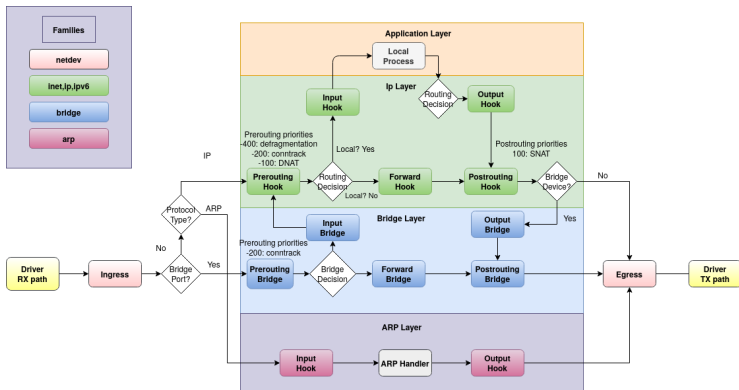 Families
netdev
inet,ip,ipv6
bridge
arp
Application Layer
Local
Process
Ip Layer
Routing
Decision
Output
Hook
Input
Hook
Prerouting priorities
-400: defragmentation
-200: conntrack
-100: DNAT
Local? Yes
Postrouting priorities
100: SNAT
IP
Prerouting
Hook
Routing
Decision
Local? No
Forward
Hook
Postrouting
Hook
Bridge
Device?
No
Yes
Protocol
Type?
ARP
No
Bridge Layer
Input
Bridge
Output
Bridge
Prerouting priorities
-200: conntrack
Driver
RX path
Ingress
Bridge
Port?
Yes
Prerouting
Bridge
Bridge
Decision
Forward
Bridge
Postrouting
Bridge
Egress
Driver
TX path
ARP Layer
Input
Hook
ARP Handler
Output
Hook